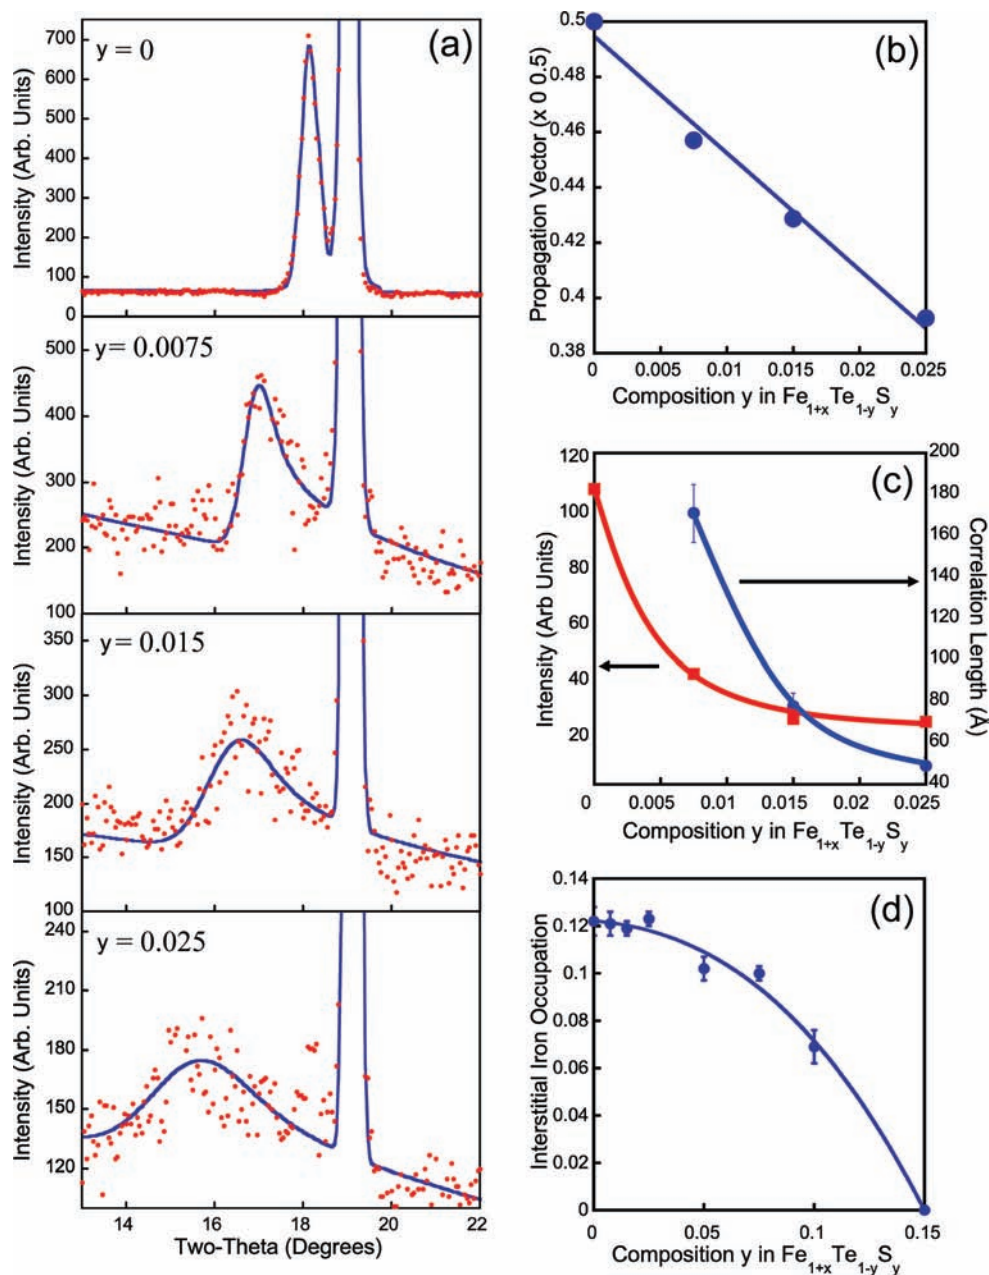 (a)
y = 0
700
600
500
400
300
200
100
0
Intensity (Arb. Units)
y = 0.0075
500
400
300
200
100
Intensity (Arb. Units)
y = 0.015
350
300
250
200
150
100
Intensity (Arb. Units)
y = 0.025
240
210
180
150
120
Intensity (Arb. Units)
14 16 18 20 22
Two-Theta (Degrees)
(b)
0.5
0.48
0.46
0.44
0.42
0.4
0.38
Propagation Vector (x 0 0.5)
0 0.005 0.01 0.015 0.02 0.025
Composition y in Fe1+xTe1-ySy
(c)
120
100
80
60
40
20
Intensity (Arb Units)
200
180
160
140
120
100
80
60
40
Correlation Length (Å)
0 0.005 0.01 0.015 0.02 0.025
Composition y in Fe1+xTe1-ySy
(d)
0.14
0.12
0.1
0.08
0.06
0.04
0.02
0
Interstitial Iron Occupation
0 0.05 0.1 0.15
Composition y in Fe1+xTe1-ySy